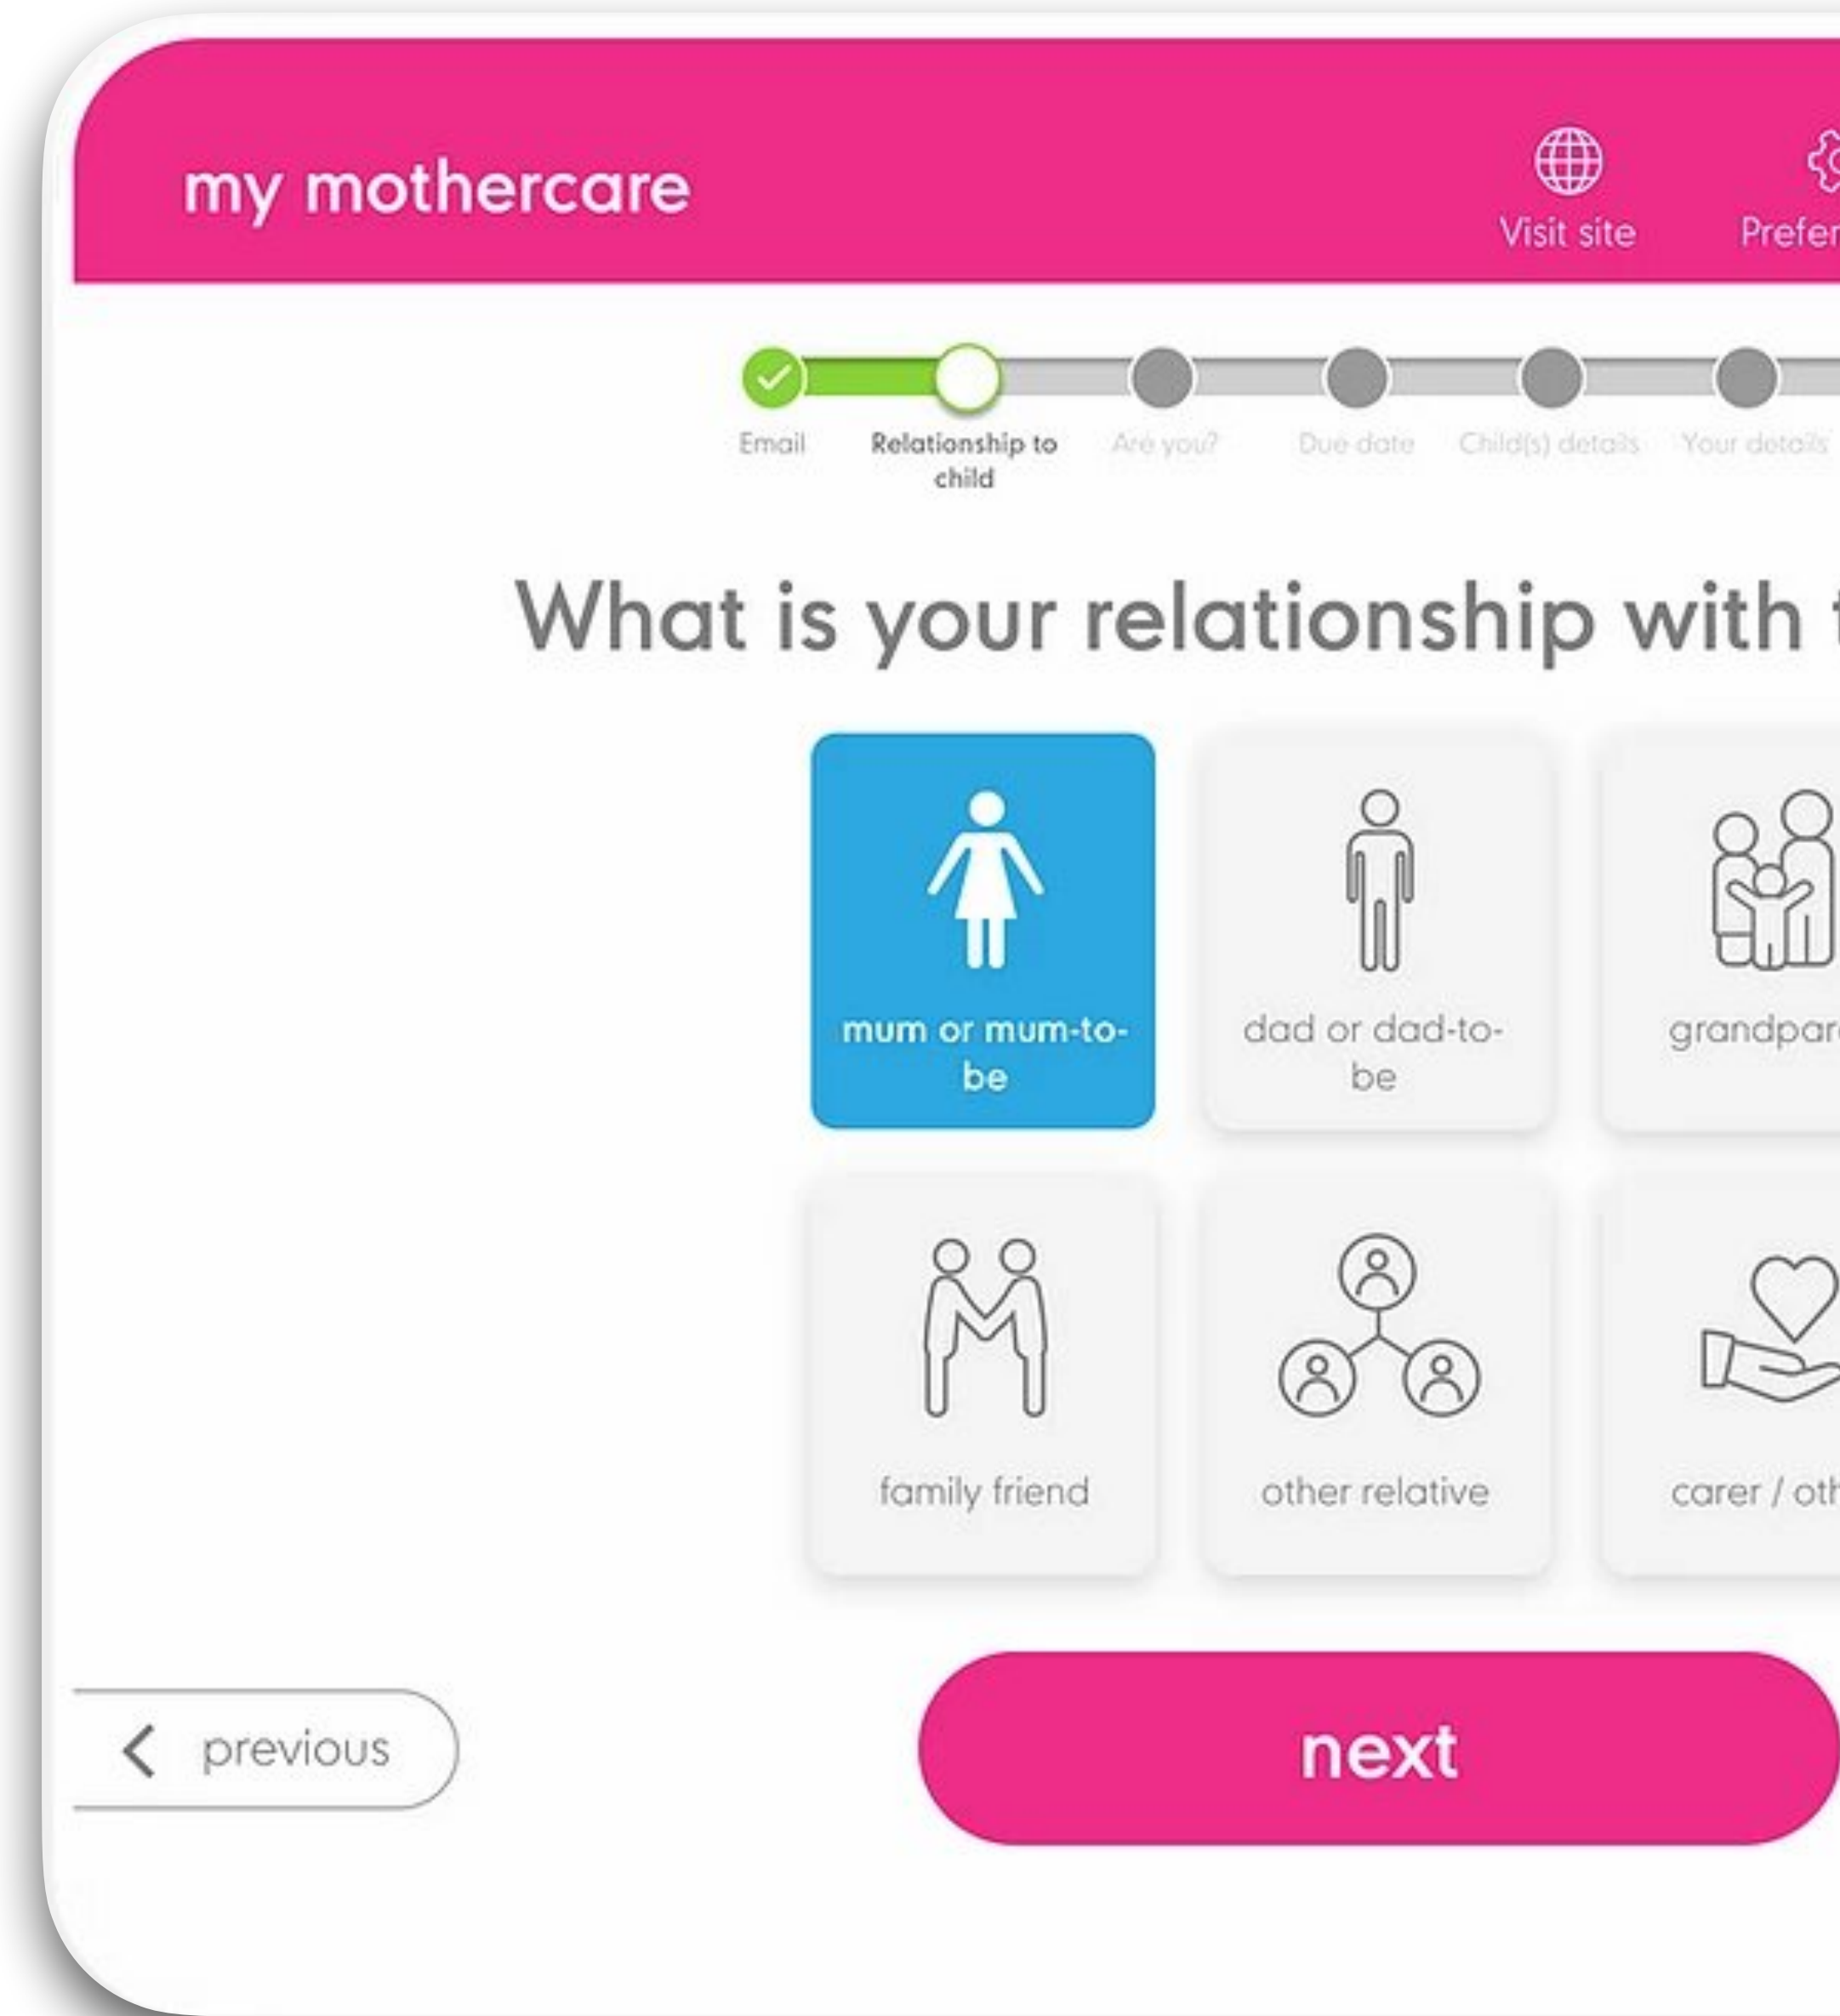 my mothercare
Visit site
Email
Relationship to
child
Are you?
Due date
Child(s) details
Your details
What is your relationship with
mum or mum-to-
be
dad or dad-to-
be
family friend
other relative
carer /
previous
next